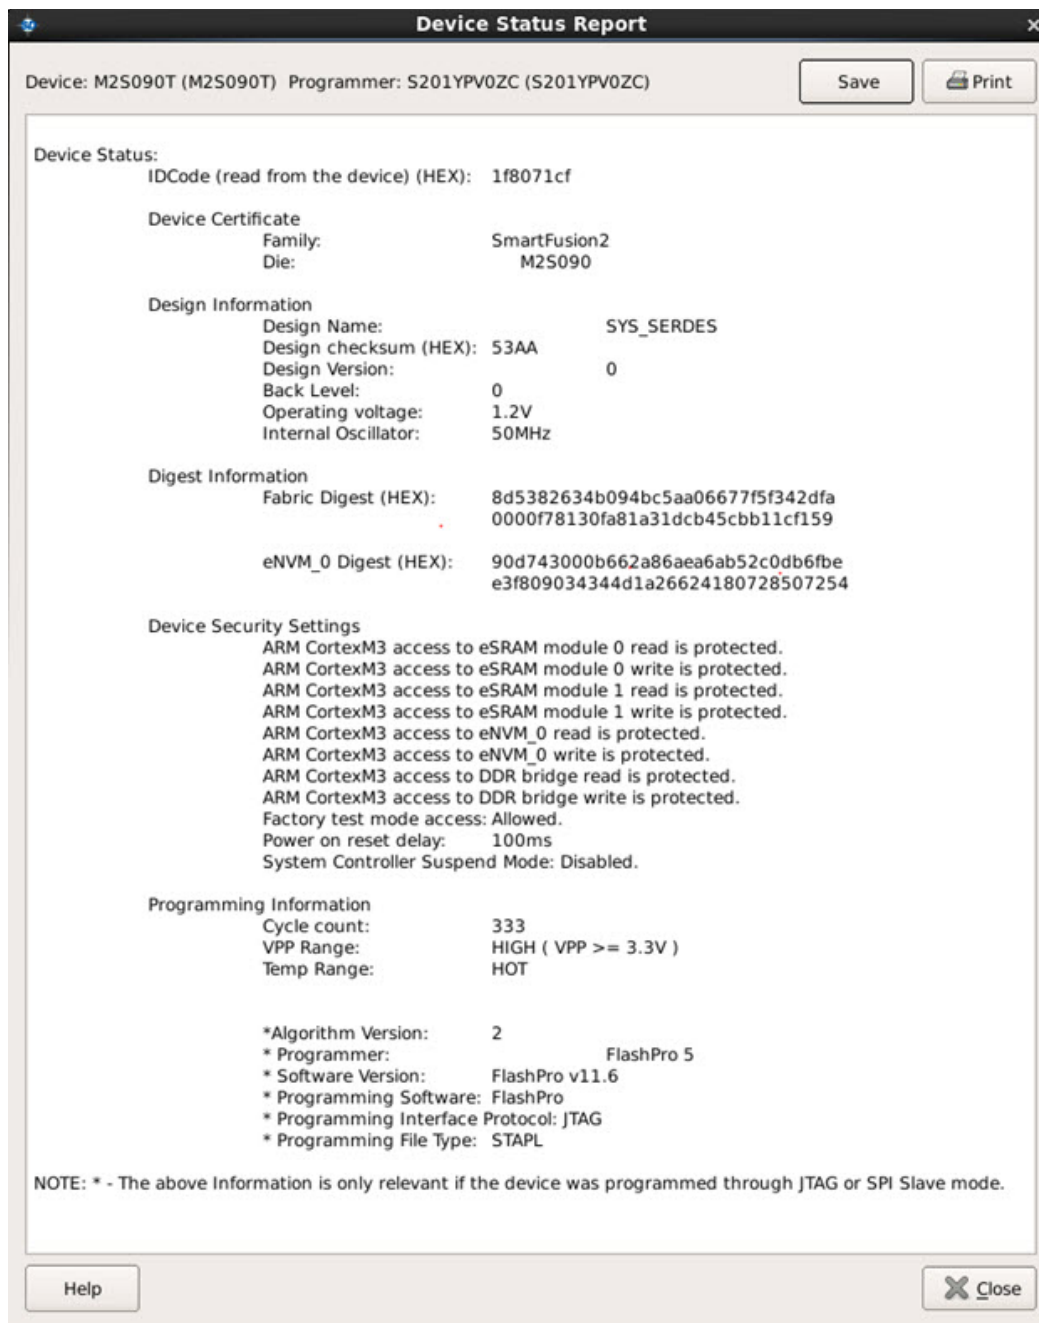 Device Status Report
Device: M2S090T (M2S090T) Programmer: S201YPV0ZC (S201YPV0ZC) Save Print
Device Status:
IDCode (read from the device) (HEX): 1f8071cf
Device Certificate
Family: SmartFusion2
Die: M2S090
Design Information
Design Name: SYS_SERDES
Design checksum (HEX): 53AA
Design Version: 0
Back Level: 0
Operating voltage: 1.2V
Internal Oscillator: 50MHz
Digest Information
Fabric Digest (HEX): 8d5382634b094bc5aa06677f5f342dfa
0000f78130fa81a31dcb45cbb11cf159
eNVM_0 Digest (HEX): 90d743000b662a86aea6ab52c0db6fbe
e3f809034344d1a26624180728507254
Device Security Settings
ARM CortexM3 access to eSRAM module 0 read is protected.
ARM CortexM3 access to eSRAM module 0 write is protected.
ARM CortexM3 access to eSRAM module 1 read is protected.
ARM CortexM3 access to eSRAM module 1 write is protected.
ARM CortexM3 access to eNVM_0 read is protected.
ARM CortexM3 access to eNVM_0 write is protected.
ARM CortexM3 access to DDR bridge read is protected.
ARM CortexM3 access to DDR bridge write is protected.
Factory test mode access: Allowed.
Power on reset delay: 100ms
System Controller Suspend Mode: Disabled.
Programming Information
Cycle count: 333
VPP Range: HIGH ( VPP >= 3.3V )
Temp Range: HOT
*Algorithm Version: 2
* Programmer: FlashPro 5
* Software Version: FlashPro v11.6
* Programming Software: FlashPro
* Programming Interface Protocol: JTAG
* Programming File Type: STAPL
NOTE: * - The above Information is only relevant if the device was programmed through JTAG or SPI Slave mode.
Help Close